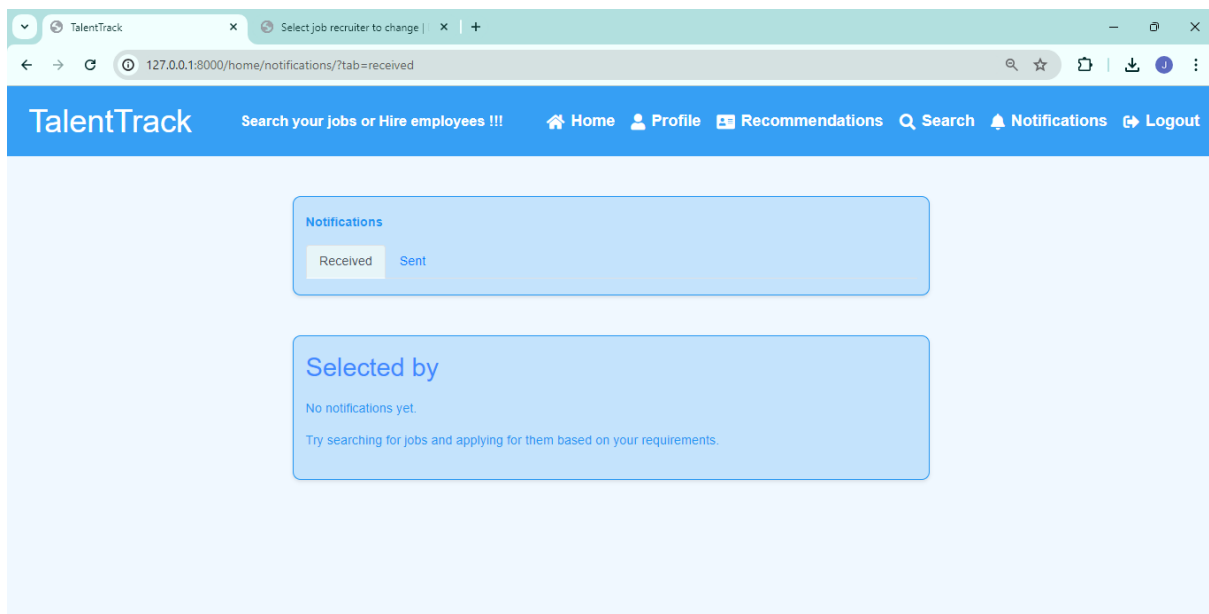 TalentTrack
Select job recruiter to change |
127.0.0.1:8000/home/notifications/?tab=received
J
TalentTrack
Search your jobs or Hire employees !!!
Home
Profile
Recommendations
Search
Notifications
Logout
Notifications
Received
Sent
Selected by
No notifications yet.
Try searching for jobs and applying for them based on your requirements.